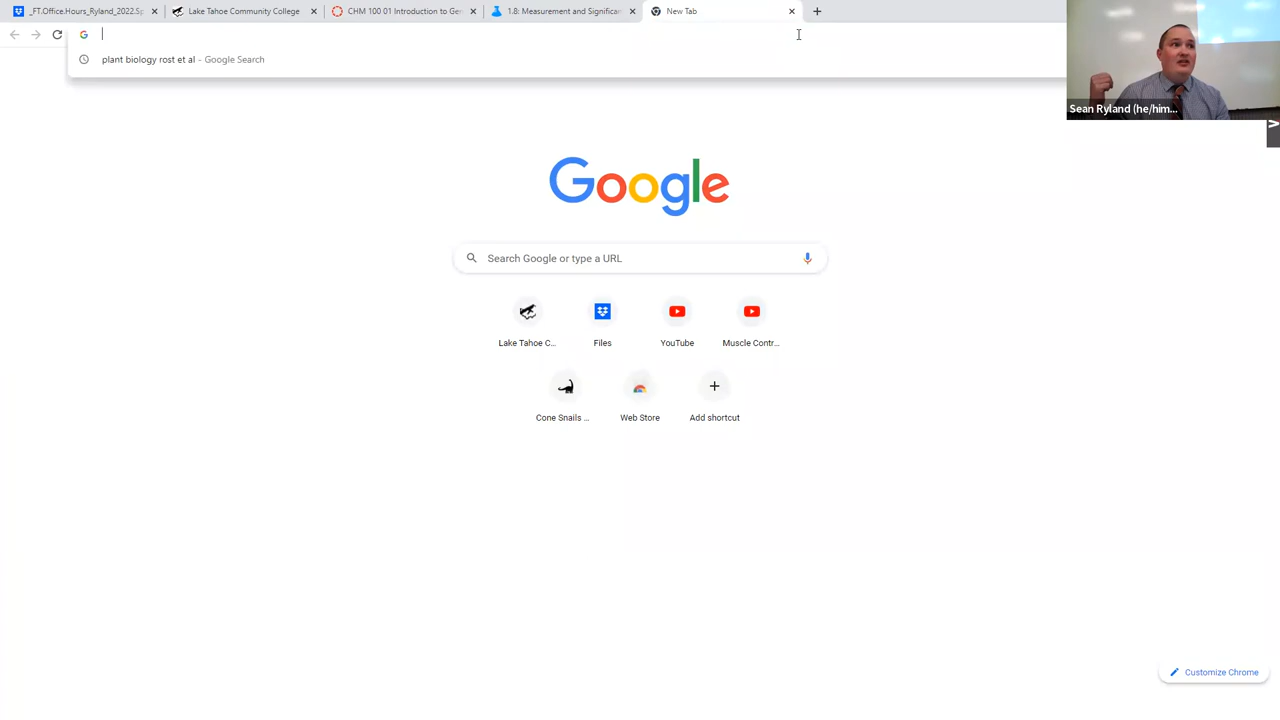 _FT.Office.Hours_Ryland_2022.Sp
Lake Tahoe Community College
CHM 100 01 Introduction to Gen
1.8: Measurement and Significan
New Tab
plant biology rost et al - Google Search
Sean Ryland (he/him...
Google
Search Google or type a URL
Lake Tahoe C...
Files
YouTube
Muscle Contr...
Cone Snails ...
Web Store
Add shortcut
Customize Chrome